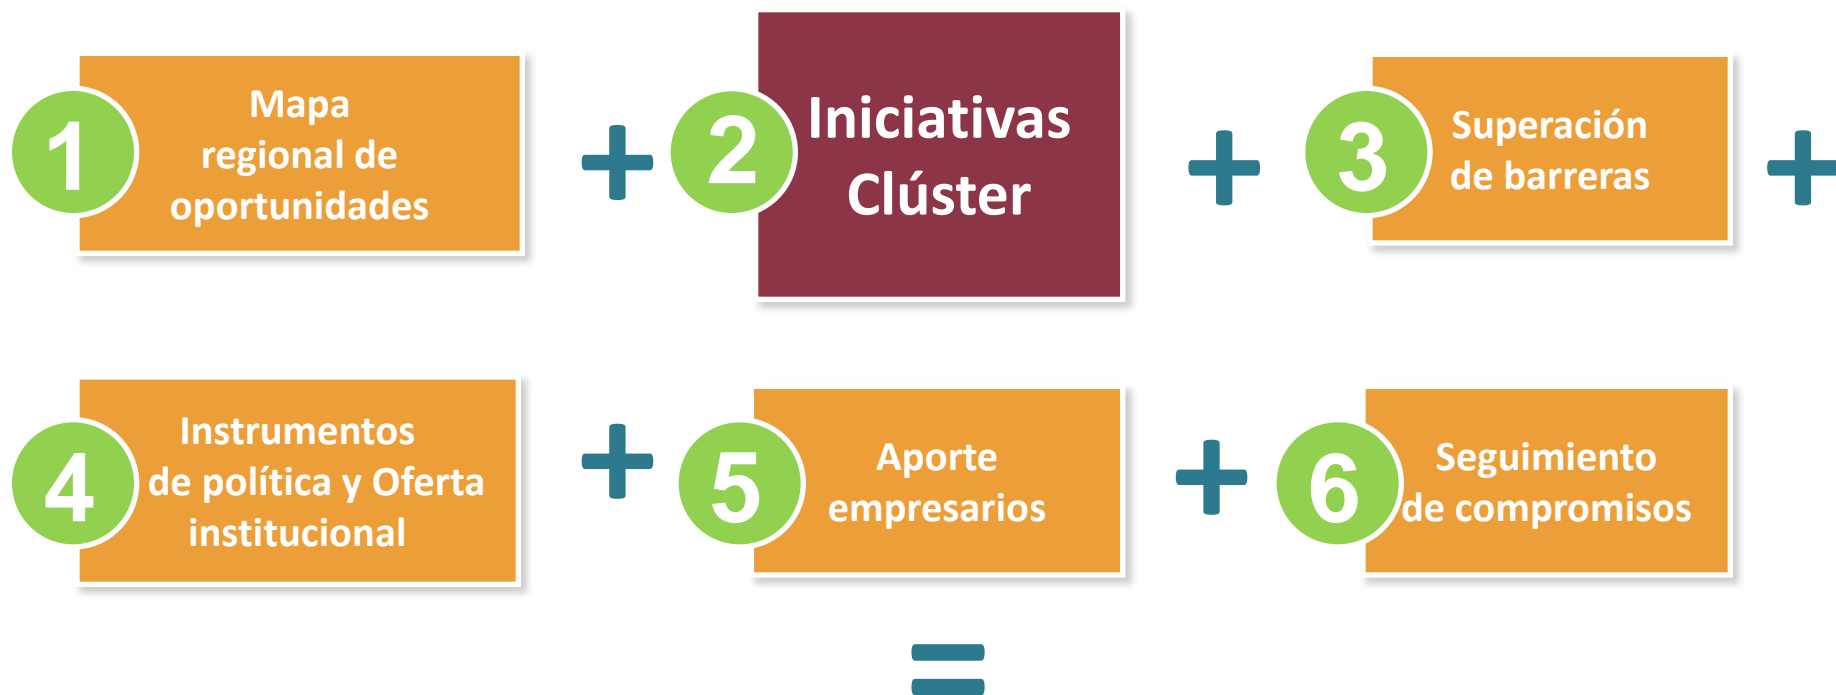 1
Mapa
regional de
oportunidades
+
2
Iniciativas
Clúster
+
3
Superación
de barreras
+
4
Instrumentos
de política y Oferta
institucional
+
5
Aporte
empresarios
+
6
Seguimiento
de compromisos
=